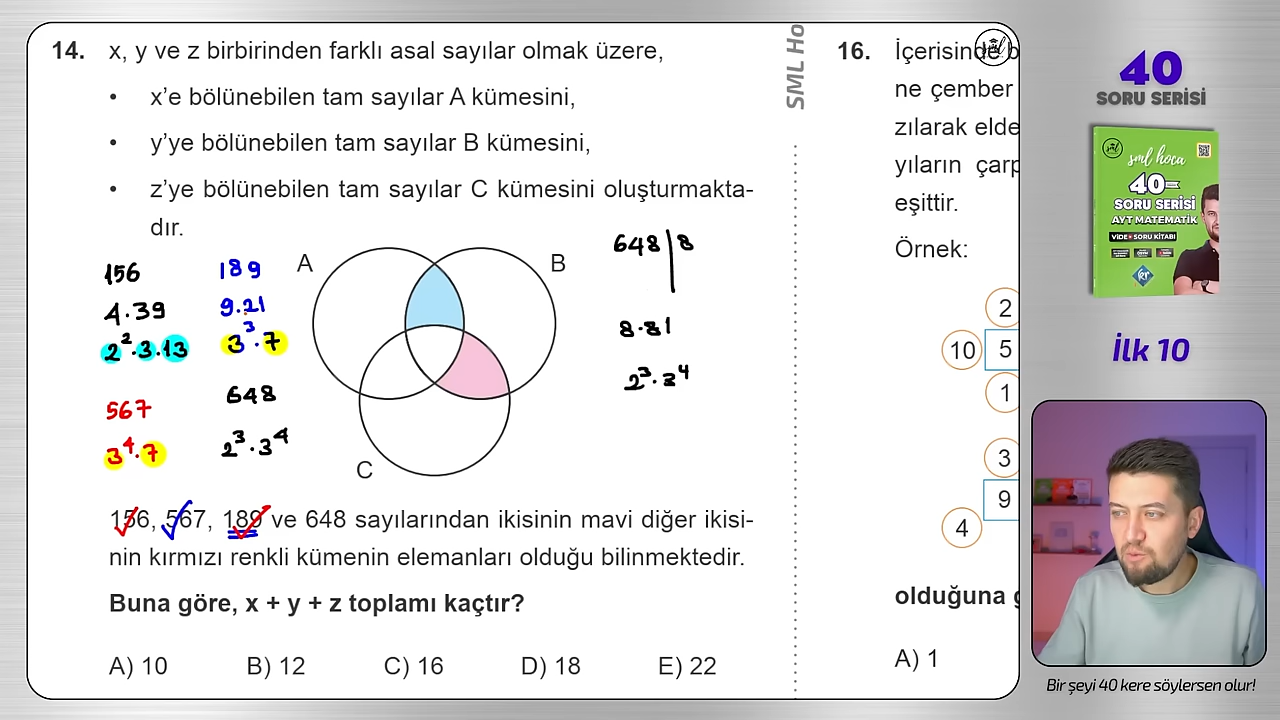 14. x, y ve z birbirinden farklı asal sayılar olmak üzere,
• x'e bölünebilen tam sayılar A kümesini,
• y'ye bölünebilen tam sayılar B kümesini,
• z'ye bölünebilen tam sayılar C kümesini oluşturmakta-
dır.
156
4.39
2².3.13
189
9.21
3³.7
567
3⁴.7
648
2³.3⁴
A
B
C
648 8
8.81
2³.3⁴
156, 567, 189 ve 648 sayılarından ikisinin mavi diğer ikisi-
nin kırmızı renkli kümenin elemanları olduğu bilinmektedir.
Buna göre, x + y + z toplamı kaçtır?
A) 10 B) 12 C) 16 D) 18 E) 22
SML Ho
16. İçerisinde b
ne çember
zılarak elde
yıların çarp
eşittir.
Örnek:
2
10 5
1
3
9
4
olduğuna g
A) 1
40
SORU SERİSİ
sml hoca
40
SORU SERİSİ
AYT MATEMATİK
VİDEO SORU KİTABI
İlk 10
Bir şeyi 40 kere söylersen olur!